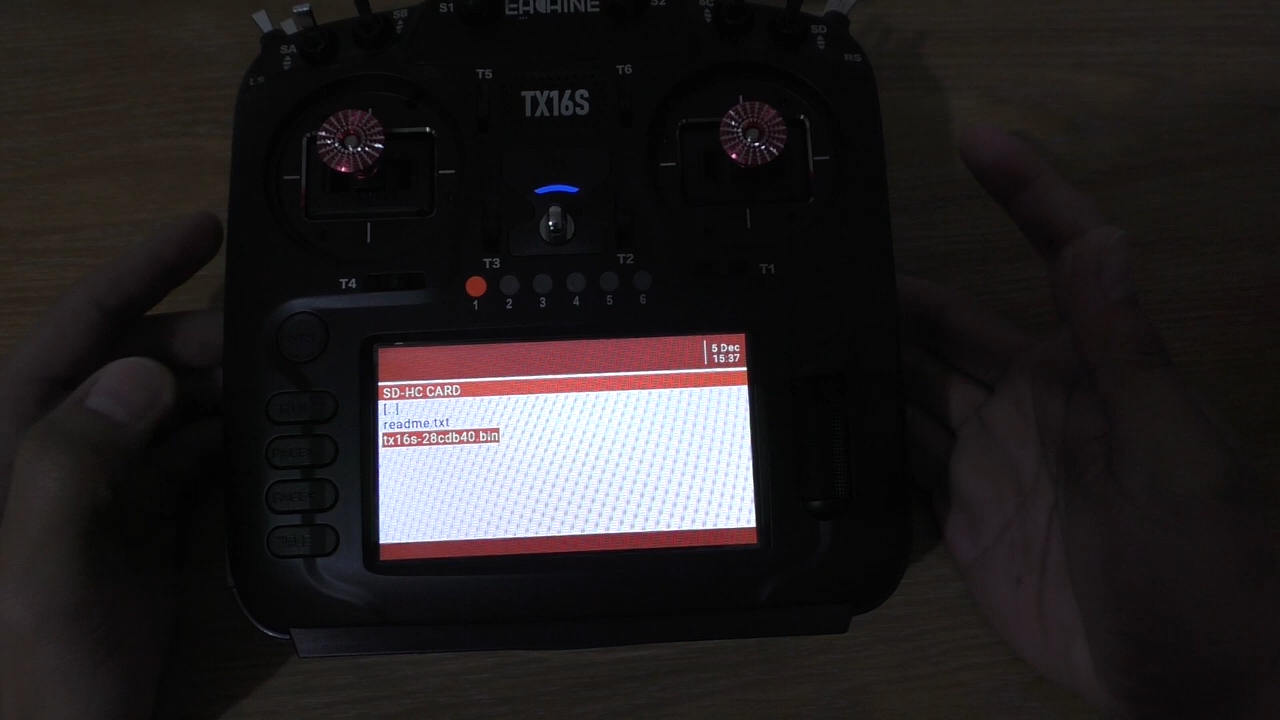 S1
EACHINE
S2
SB
SC
SA
SD
LS
RS
T5
T6
TX16S
T3
T2
T4
T1
1 2 3 4 5 6
5 Dec
15:37
SD-HC CARD
[..]
readme.txt
tx16s-28cdb40.bin